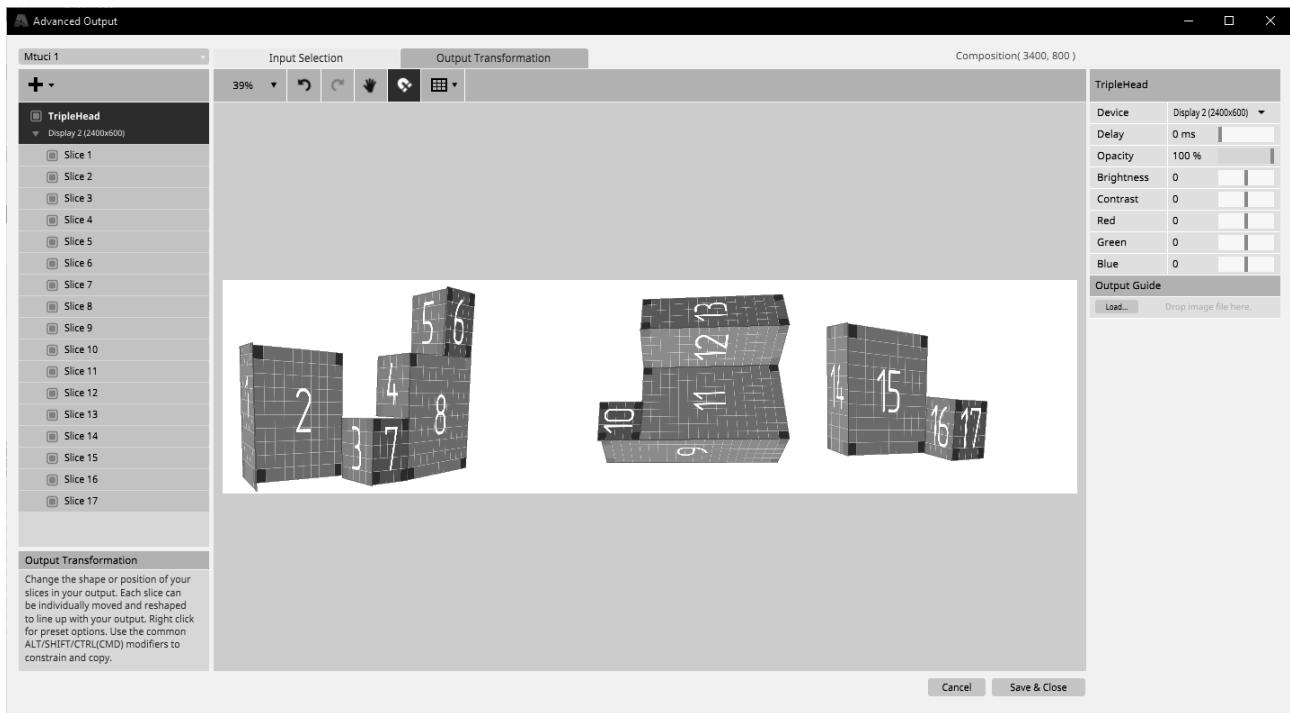 Advanced Output
Mtuci 1
Input Selection
Output Transformation
Composition( 3400, 800 )
39%
TripleHead
Display 2 (2400x600)
Slice 1
Slice 2
Slice 3
Slice 4
Slice 5
Slice 6
Slice 7
Slice 8
Slice 9
Slice 10
Slice 11
Slice 12
Slice 13
Slice 14
Slice 15
Slice 16
Slice 17
Output Transformation
Change the shape or position of your
slices in your output. Each slice can
be individually moved and reshaped
to line up with your output. Right click
for preset options. Use the common
ALT/SHIFT/CTRL(CMD) modifiers to
constrain and copy.
5 6
13
12
1 2 4 8
3 7
10 11
9
14 15
16 17
TripleHead
Device Display 2 (2400x600)
Delay 0 ms
Opacity 100 %
Brightness 0
Contrast 0
Red 0
Green 0
Blue 0
Output Guide
Load... Drop image file here.
Cancel
Save & Close